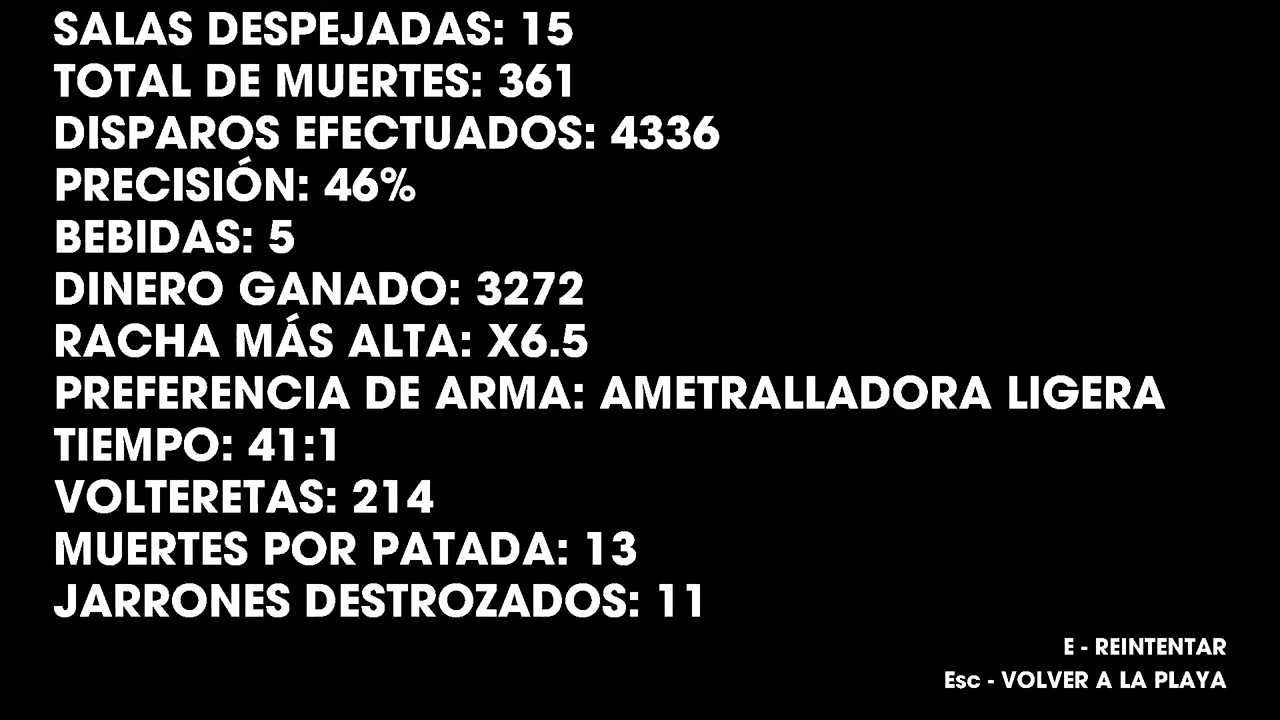 SALAS DESPEJADAS: 15
TOTAL DE MUERTES: 361
DISPAROS EFECTUADOS: 4336
PRECISIÓN: 46%
BEBIDAS: 5
DINERO GANADO: 3272
RACHA MÁS ALTA: X6.5
PREFERENCIA DE ARMA: AMETRALLADORA LIGERA
TIEMPO: 41:1
VOLTERETAS: 214
MUERTES POR PATADA: 13
JARRONES DESTROZADOS: 11
E - REINTENTAR
Esc - VOLVER A LA PLAYA